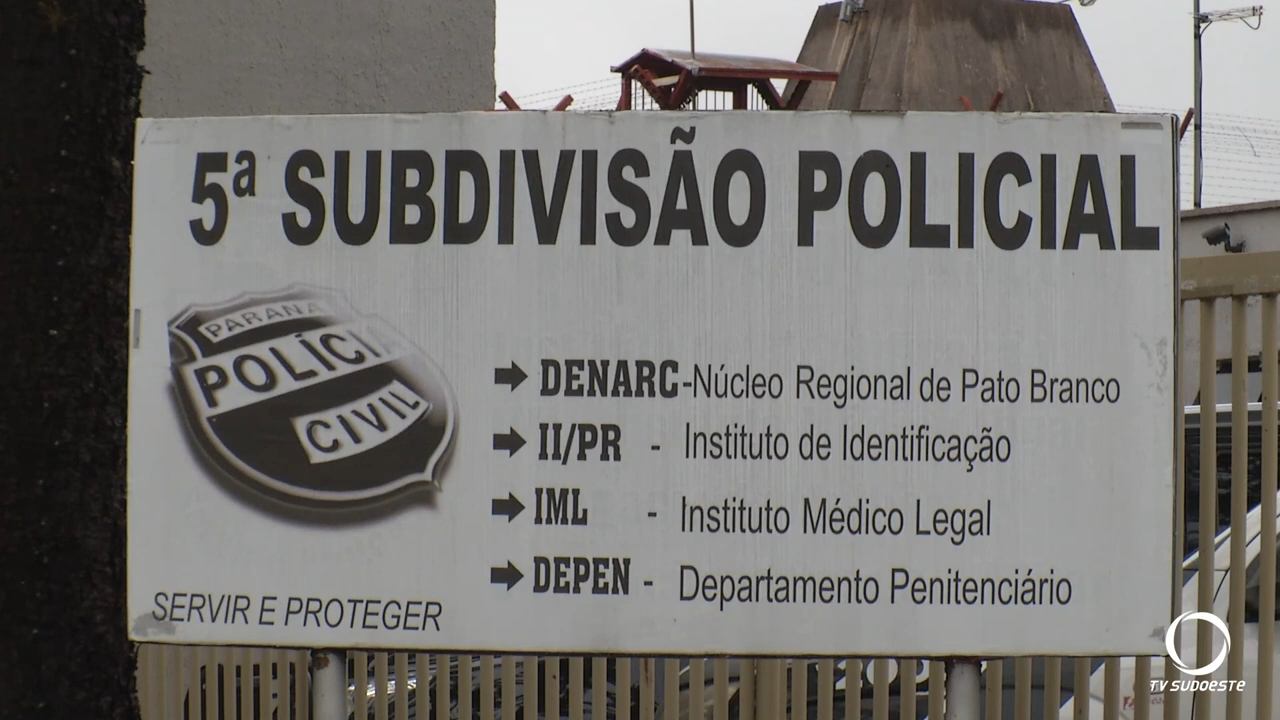 5ª SUBDIVISÃO POLICIAL
PARANÁ
POLÍCIA
CIVIL
DENARC -Núcleo Regional de Pato Branco
II/PR - Instituto de Identificação
IML - Instituto Médico Legal
DEPEN - Departamento Penitenciário
SERVIR E PROTEGER
TV SUDOESTE